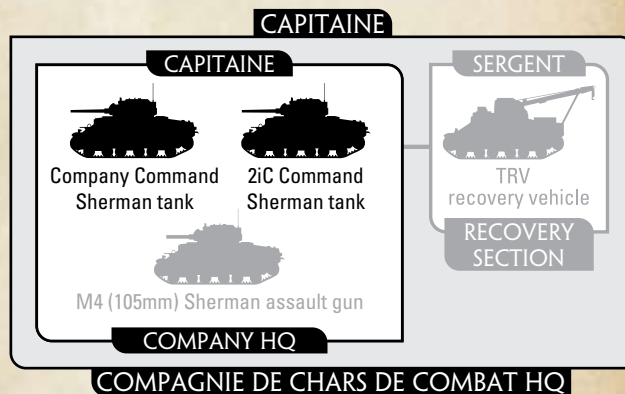 CAPITAINE
CAPITAINE
SERGENT
Company Command
Sherman tank
2iC Command
Sherman tank
TRV
recovery vehicle
M4 (105mm) Sherman assault gun
RECOVERY
SECTION
COMPANY HQ
COMPAGNIE DE CHARS DE COMBAT HQ